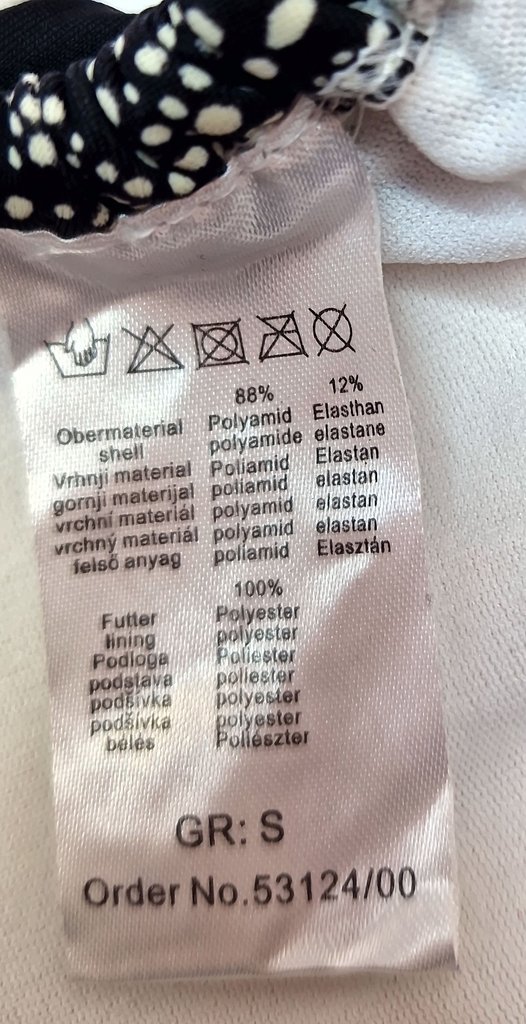 88% 12%
Obermaterial Polyamid Elasthan
shell polyamide elastane
Vrhnji material Poliamid Elastan
gornji materijal poliamid elastan
vrchní materiál polyamid elastan
vrchný materiál polyamid elastan
felső anyag poliamid Elasztán
100%
Futter Polyester
lining polyester
Podloga Poliester
podstava poliester
podšívka polyester
podšívka polyester
bélés Poliészter
GR: S
Order No.53124/00